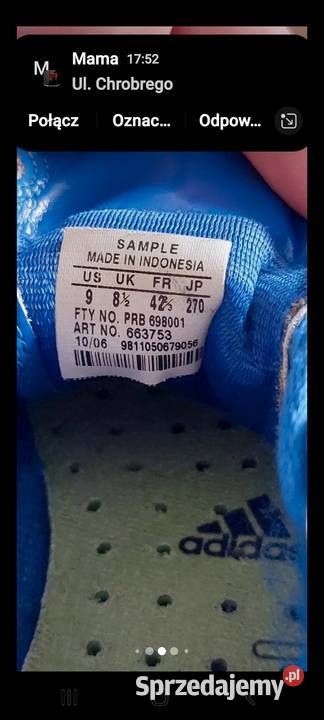 M
Mama 17:52
Ul. Chrobrego
Połącz
Oznac...
Odpow...
SAMPLE
MADE IN INDONESIA
US UK FR JP
9 8½ 42⅔ 270
FTY NO. PRB 698001
ART NO. 663753
10/06 9811050679056
adidas
Sprzedajemy.pl